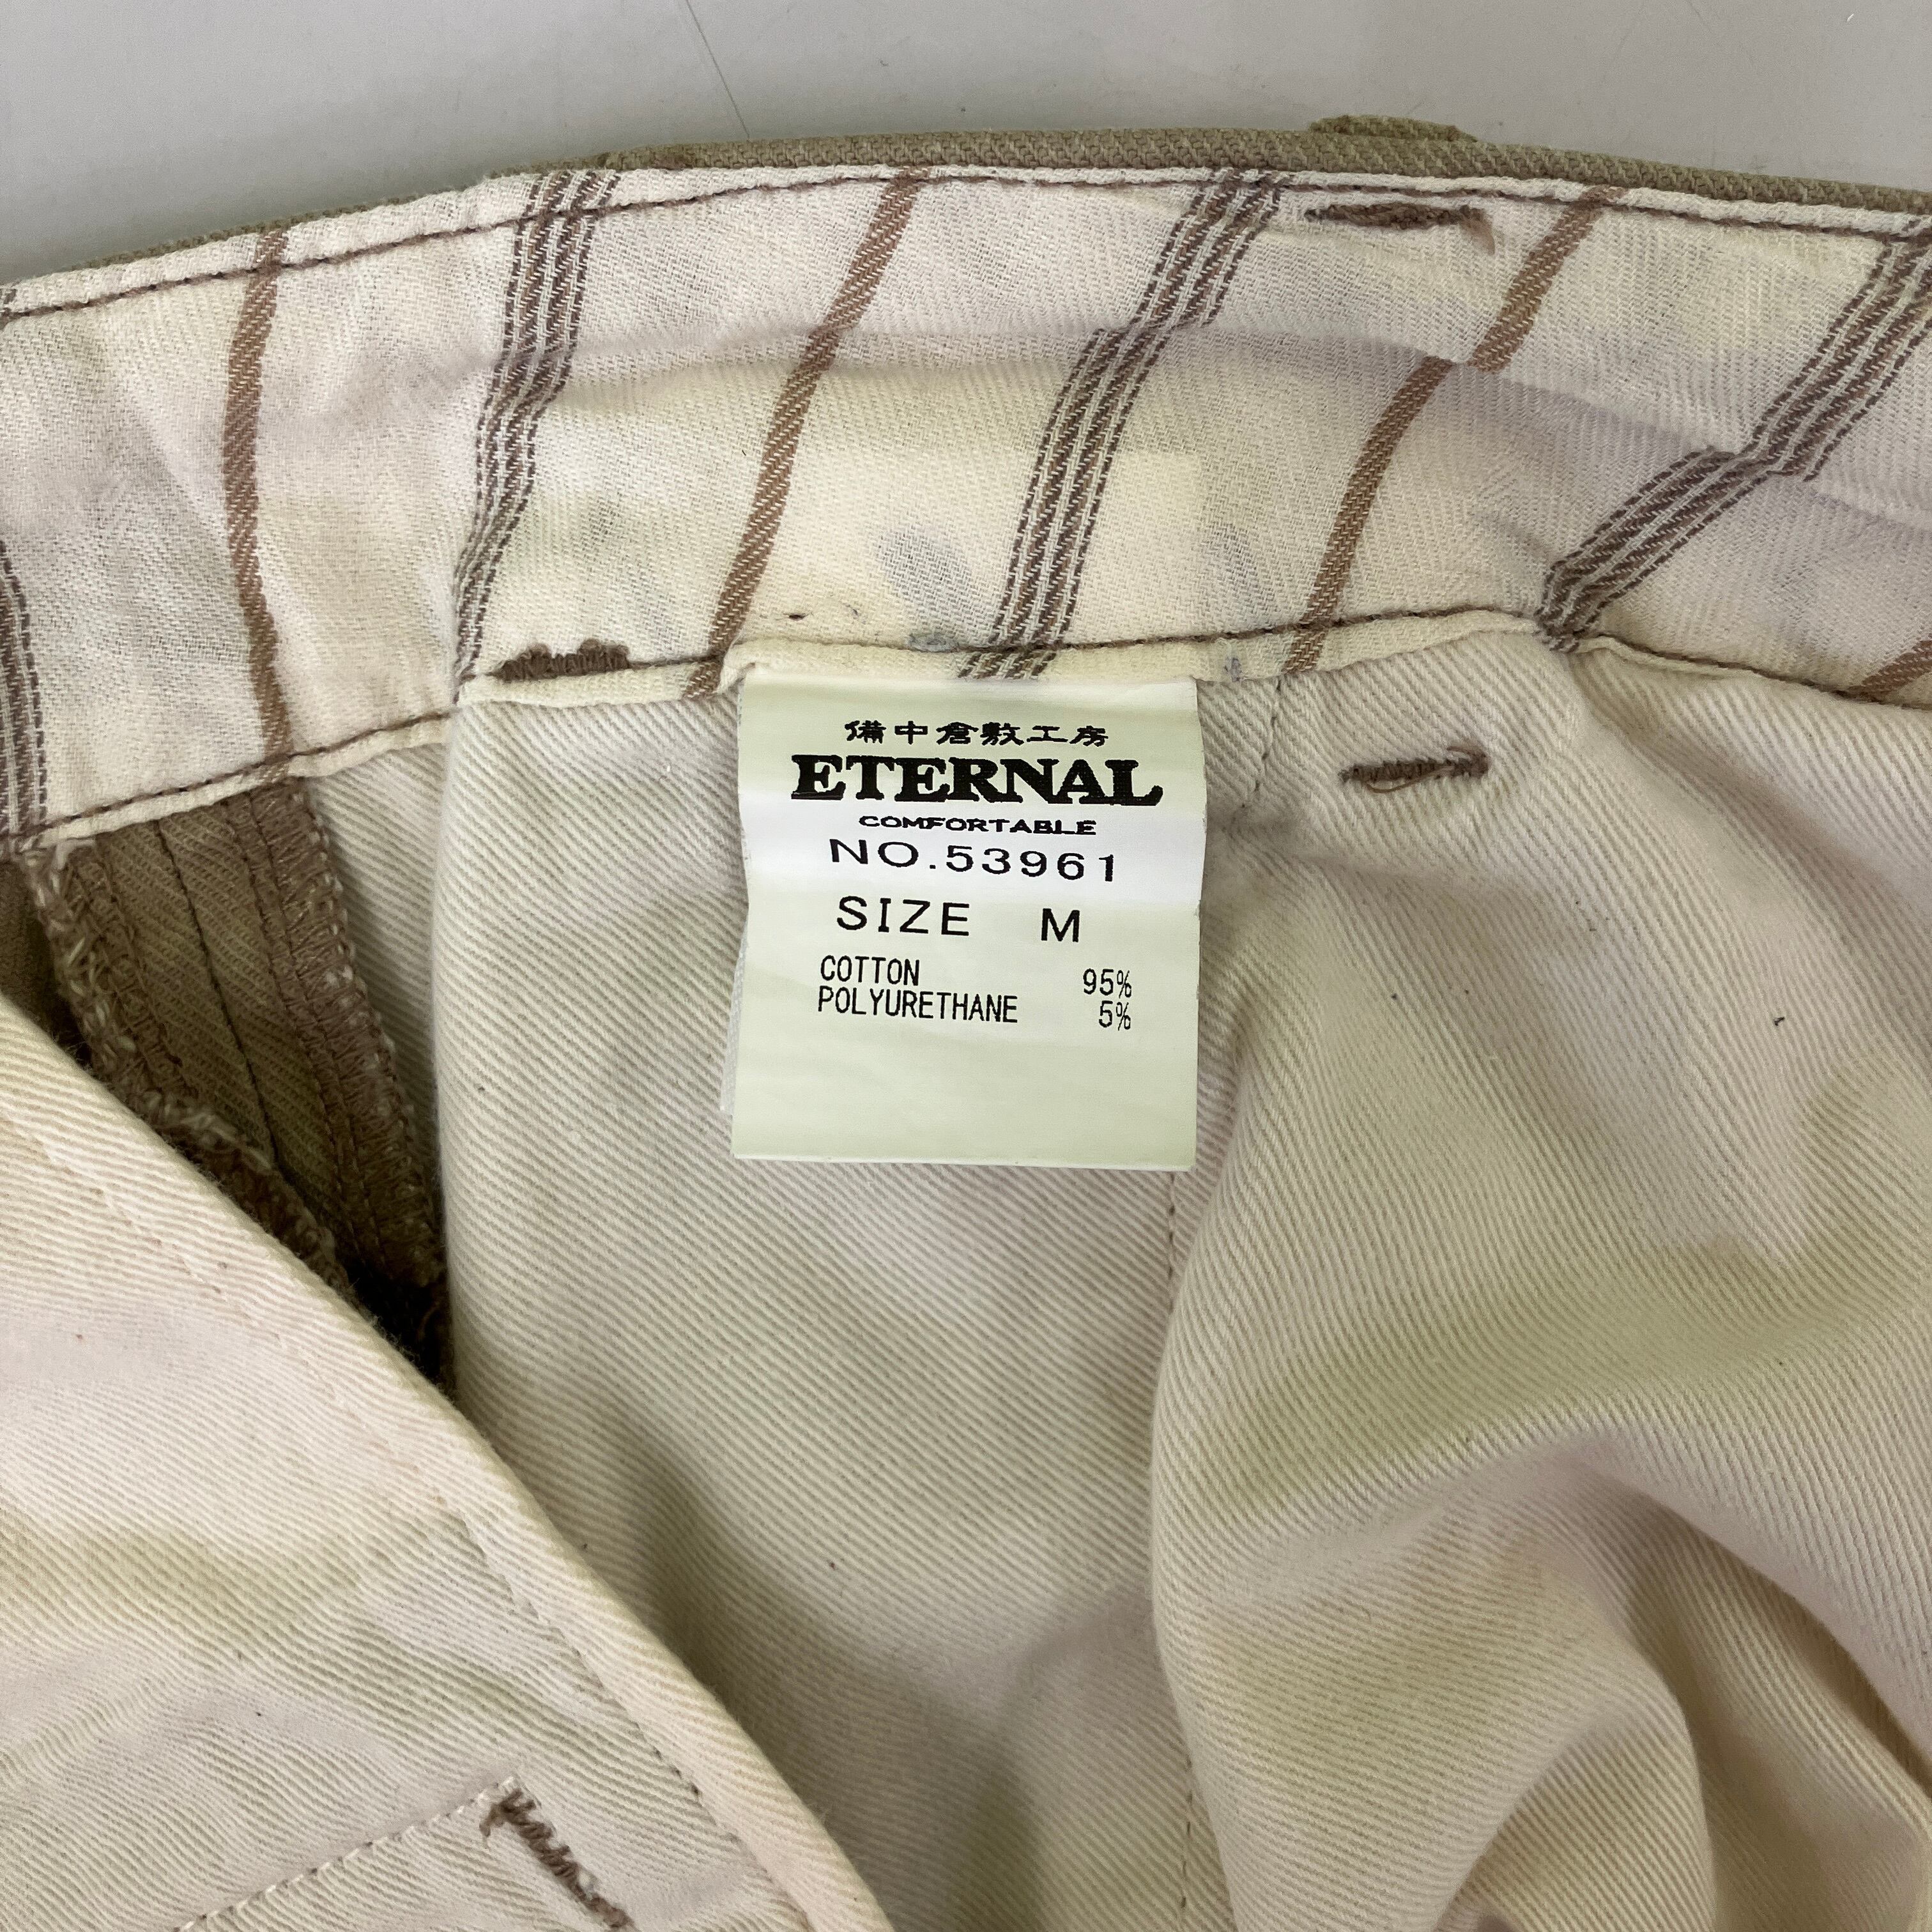 備中倉敷工房
ETERNAL
COMFORTABLE
NO.53961
SIZE M
COTTON 95%
POLYURETHANE 5%